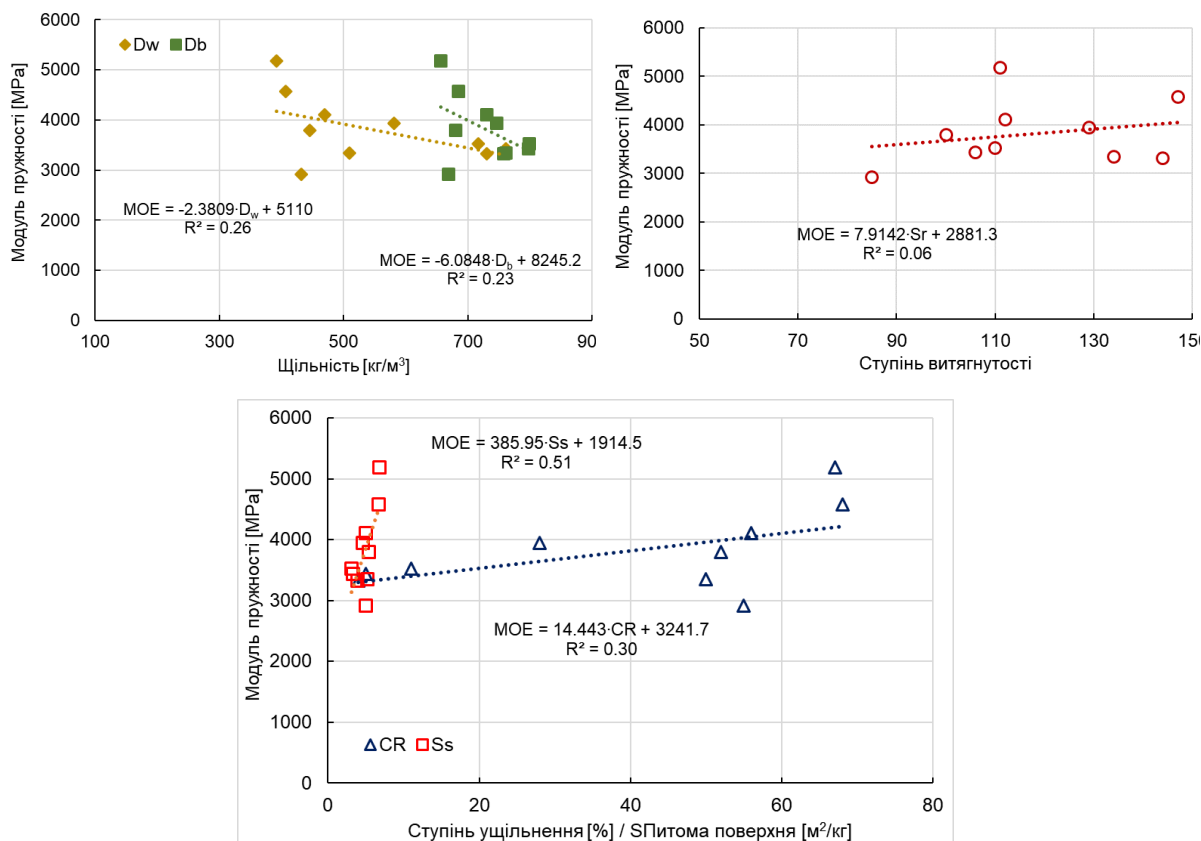 Модуль пружності [MPa]
6000
5000
4000
3000
2000
1000
0
Dw Db
MOE = -2.3809·Dw + 5110
R² = 0.26
MOE = -6.0848·Db + 8245.2
R² = 0.23
100 300 500 700 90
Щільність [кг/м³]
Модуль пружності [MPa]
6000
5000
4000
3000
2000
1000
0
MOE = 7.9142·Sr + 2881.3
R² = 0.06
50 70 90 110 130 150
Ступінь витягнутості
Модуль пружності [MPa]
6000
5000
4000
3000
2000
1000
0
MOE = 385.95·Ss + 1914.5
R² = 0.51
MOE = 14.443·CR + 3241.7
R² = 0.30
CR Ss
0 20 40 60 80
Ступінь ущільнення [%] / SПитома поверхня [м²/кг]